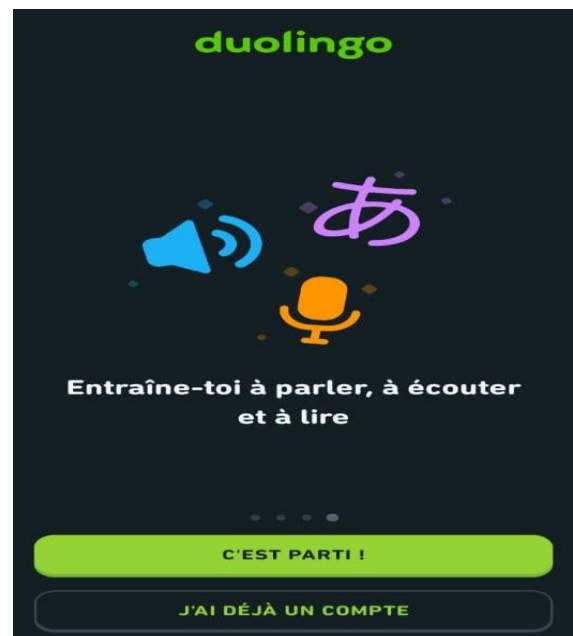 duolingo
あ
Entraîne-toi à parler, à écouter
et à lire
C'EST PARTI !
J'AI DÉJÀ UN COMPTE